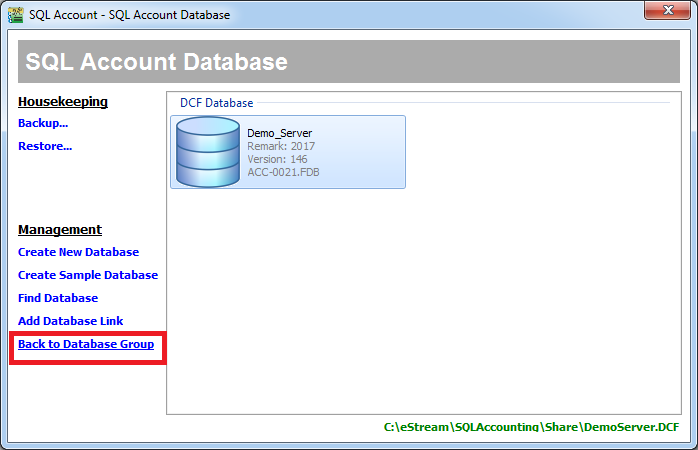 SQL Account - SQL Account Database
SQL Account Database
Housekeeping
Backup...
Restore...
Management
Create New Database
Create Sample Database
Find Database
Add Database Link
Back to Database Group
DCF Database
Demo_Server
Remark: 2017
Version: 146
ACC-0021.FDB
C:\eStream\SQLAccounting\Share\DemoServer.DCF